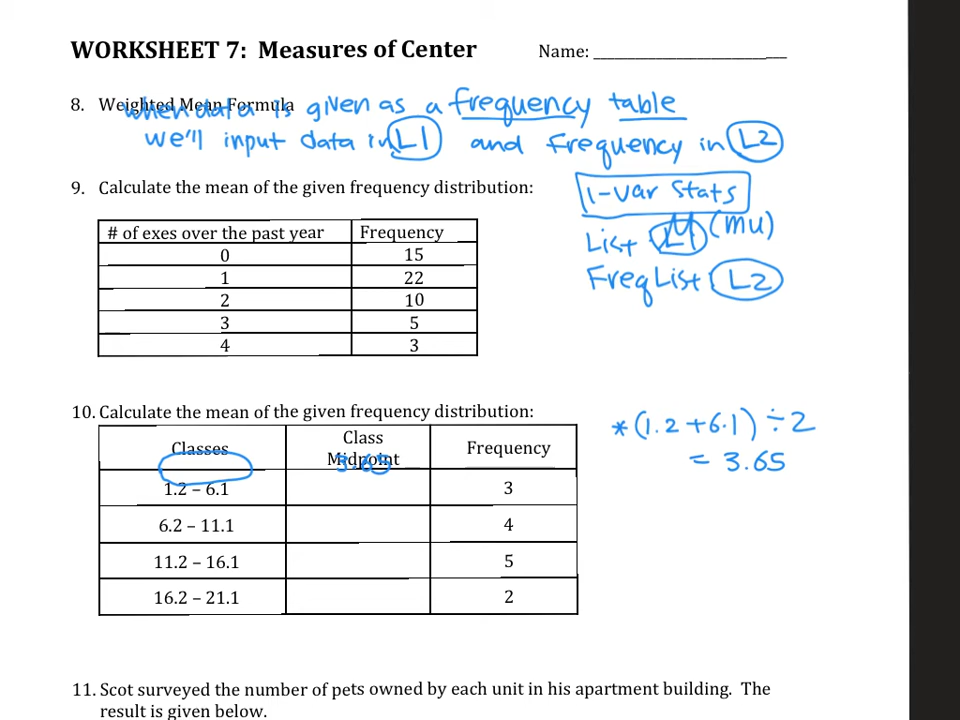 WORKSHEET 7: Measures of Center Name: ____________________
8. Weighted Mean Formula
when data is given as a frequency table
we'll input data in L1 and frequency in L2
9. Calculate the mean of the given frequency distribution:
1-Var Stats
M (mu)
List L1
FreqList L2
# of exes over the past year Frequency
0 15
1 22
2 10
3 5
4 3
10. Calculate the mean of the given frequency distribution:
*(1.2+6.1) ÷2
= 3.65
Classes Class Midpoint Frequency
3.65
1.2 – 6.1 3
6.2 – 11.1 4
11.2 – 16.1 5
16.2 – 21.1 2
11. Scot surveyed the number of pets owned by each unit in his apartment building. The
result is given below.